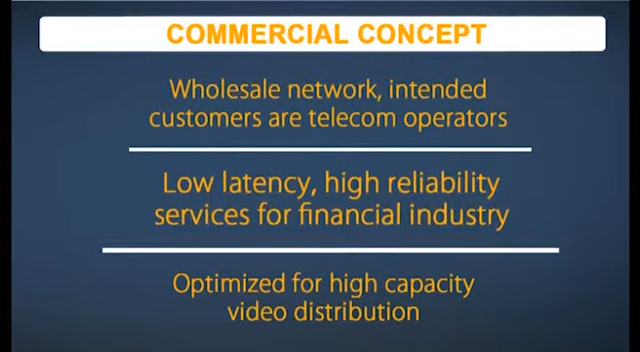 COMMERCIAL CONCEPT
Wholesale network, intended
customers are telecom operators
Low latency, high reliability
services for financial industry
Optimized for high capacity
video distribution